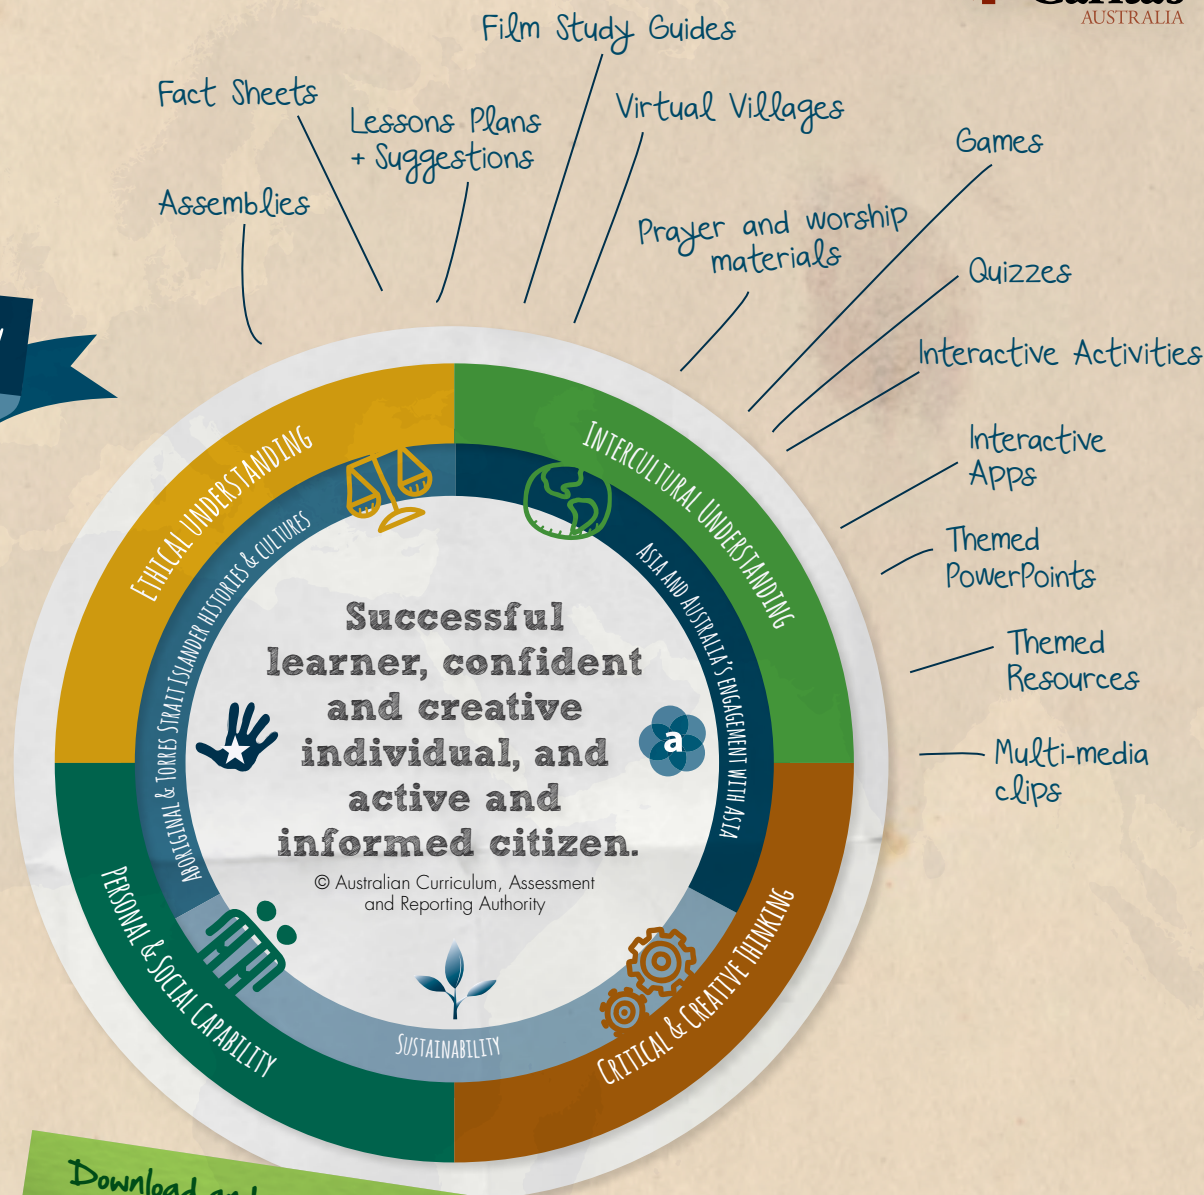 AUSTRALIA
Film Study Guides
Fact Sheets
Lessons Plans
+ Suggestions
Virtual Villages
Games
Assemblies
Prayer and worship
materials
Quizzes
Interactive Activities
Interactive
Apps
Themed
PowerPoints
Themed
Resources
Multi-media
clips
ETHICAL UNDERSTANDING
INTERCULTURAL UNDERSTANDING
ABORIGINAL & TORRES STRAIT ISLANDER HISTORIES & CULTURES
ASIA AND AUSTRALIA'S ENGAGEMENT WITH ASIA
Successful
learner, confident
and creative
individual, and
active and
informed citizen.
a
© Australian Curriculum, Assessment
and Reporting Authority
PERSONAL & SOCIAL CAPABILITY
SUSTAINABILITY
CRITICAL & CREATIVE THINKING
Download and